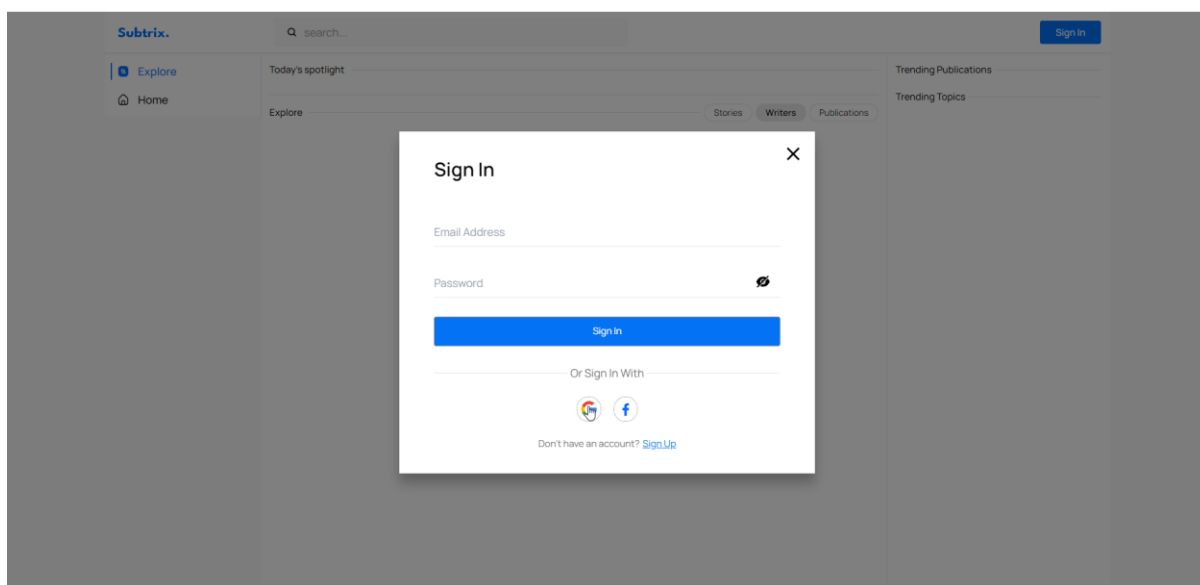 Subtrix.
search...
Sign In
Explore
Home
Today's spotlight
Explore
Stories
Writers
Publications
Trending Publications
Trending Topics
Sign In
Email Address
Password
Sign In
Or Sign In With
Don't have an account? Sign Up